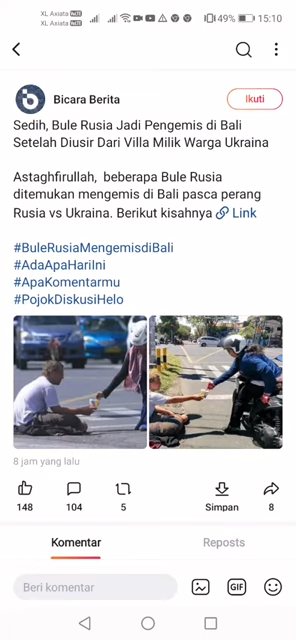 XL Axiata VoLTE
XL Axiata VoLTE
49% 15:10
Bicara Berita
Ikuti
Sedih, Bule Rusia Jadi Pengemis di Bali
Setelah Diusir Dari Villa Milik Warga Ukraina
Astaghfirullah, beberapa Bule Rusia
ditemukan mengemis di Bali pasca perang
Rusia vs Ukraina. Berikut kisahnya Link
#BuleRusiaMengemisdiBali
#AdaApaHariIni
#ApaKomentarmu
#PojokDiskusiHelo
8 jam yang lalu
148 104 5 Simpan 8
Komentar Reposts
Beri komentar GIF